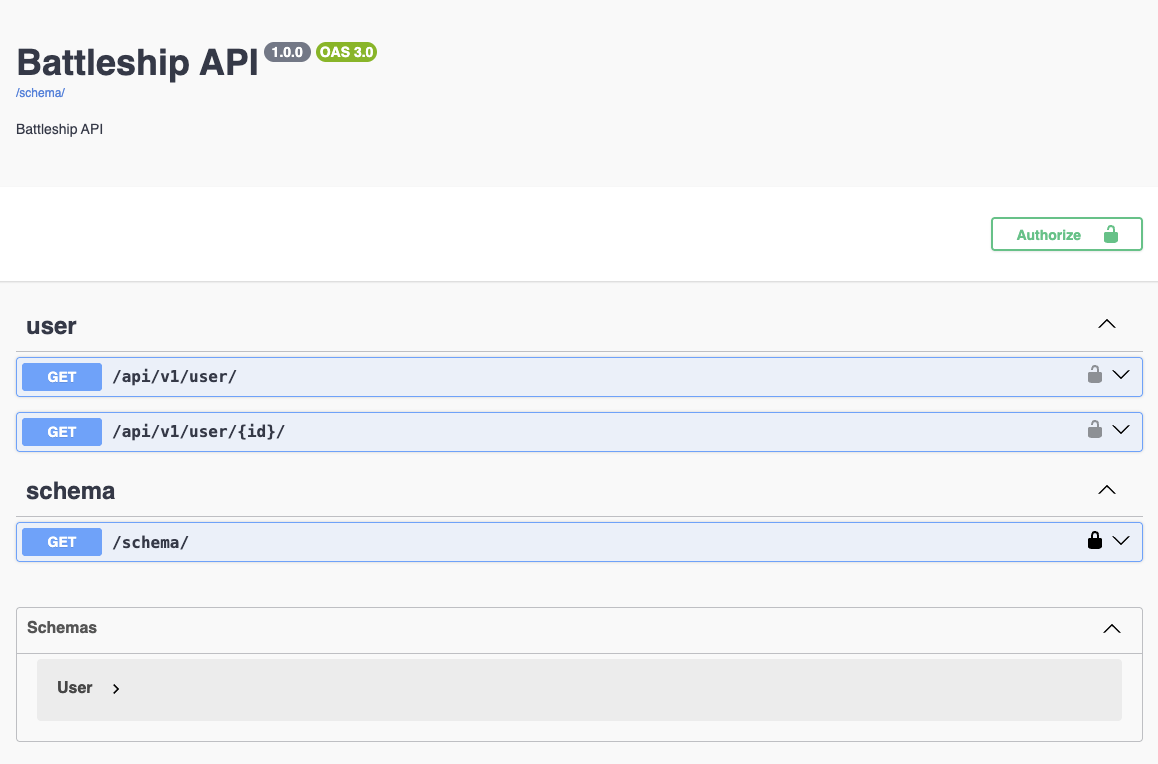 Battleship API 1.0.0 OAS 3.0
/schema/
Battleship API
Authorize
user
GET /api/v1/user/
GET /api/v1/user/{id}/
schema
GET /schema/
Schemas
User